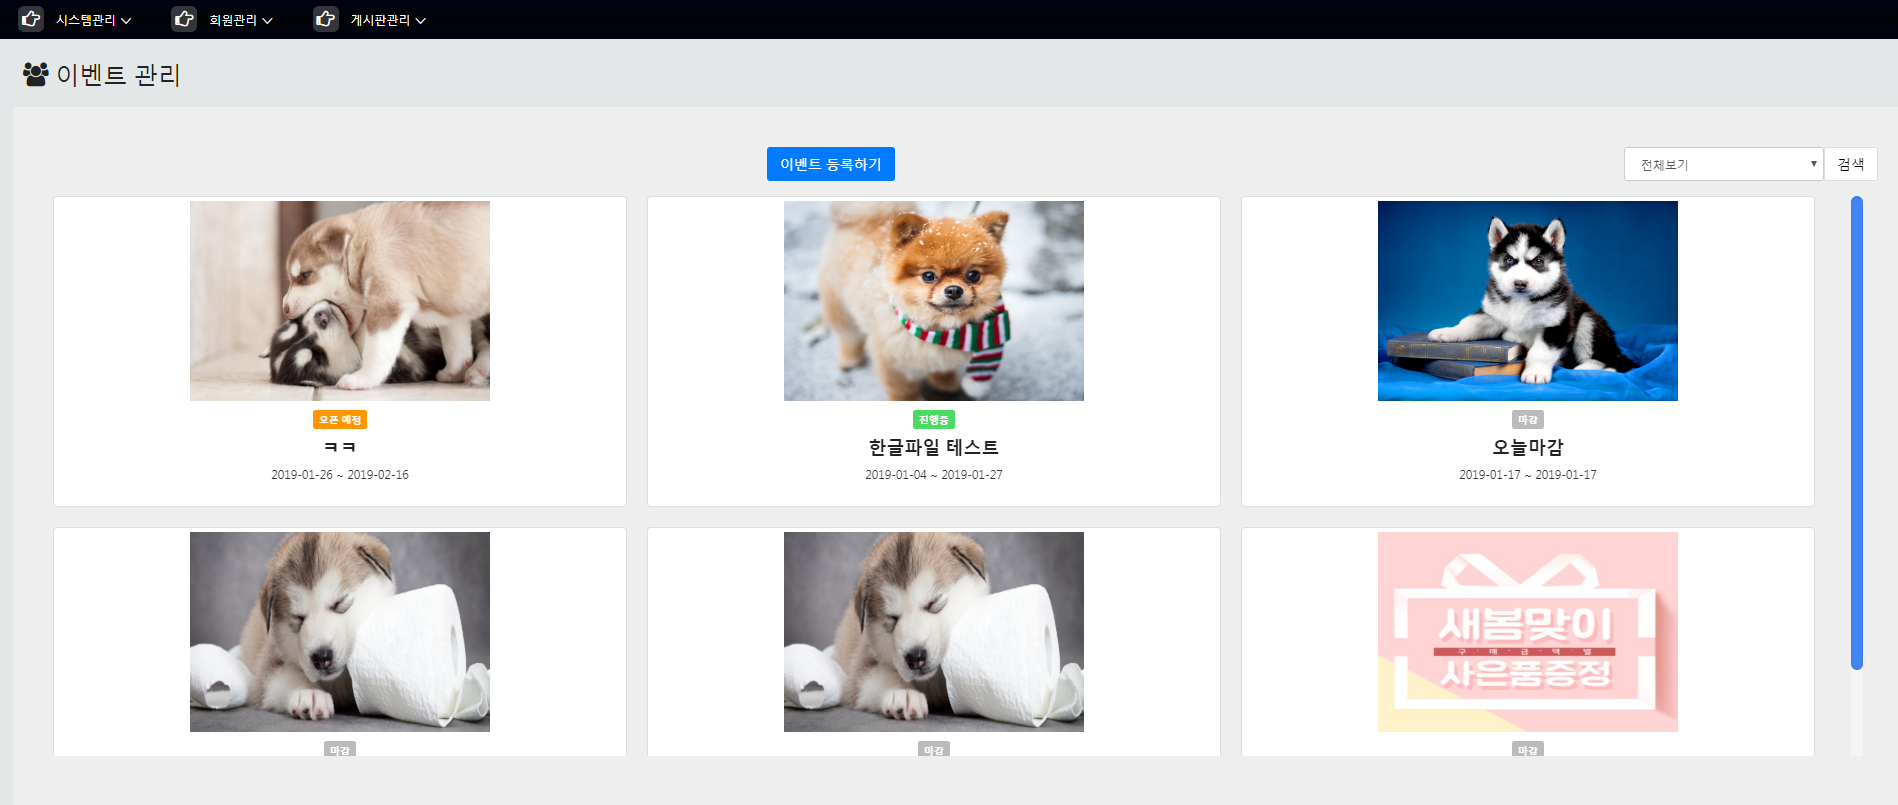 시스템관리
회원관리
게시판관리
이벤트 관리
이벤트 등록하기
전체보기
검색
오픈 예정
ㅋㅋ
2019-01-26 ~ 2019-02-16
진행중
한글파일 테스트
2019-01-04 ~ 2019-01-27
마감
오늘마감
2019-01-17 ~ 2019-01-17
마감
마감
새봄맞이
구·매·금·액·별
사은품증정
마감